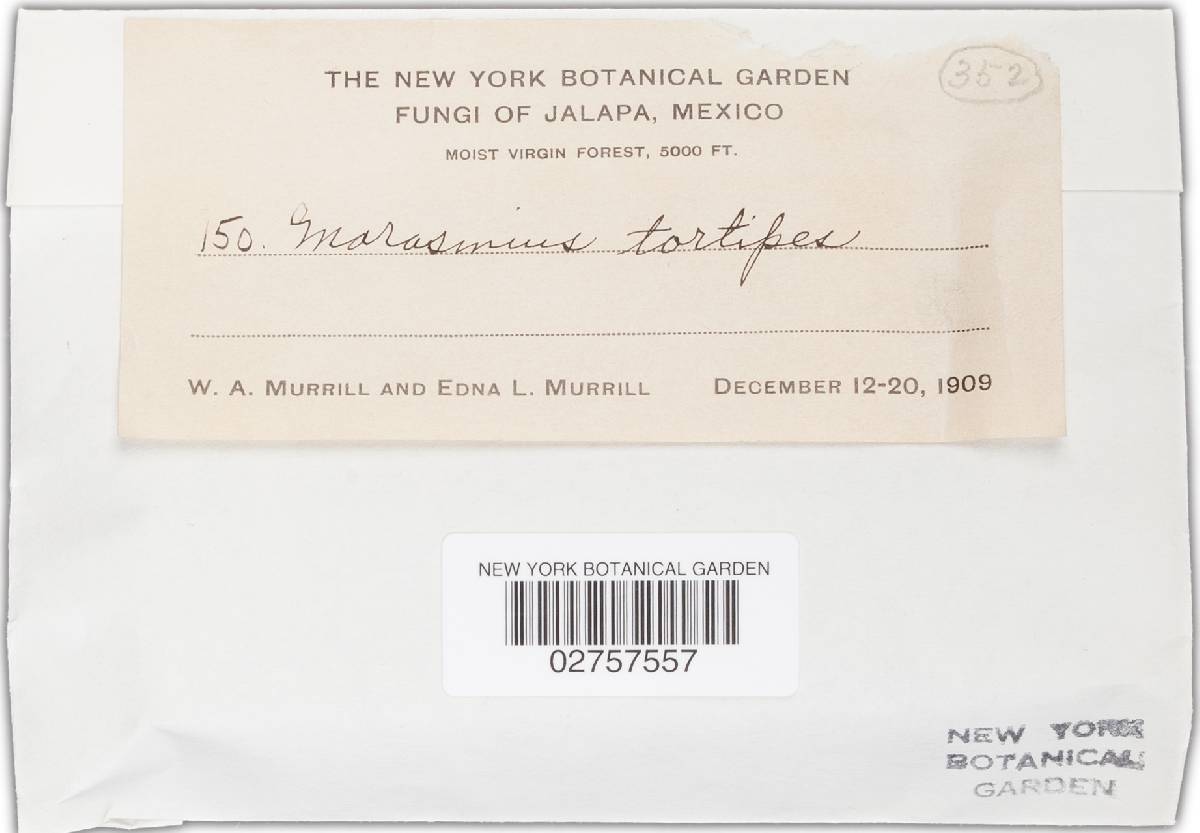 THE NEW YORK BOTANICAL GARDEN
352
FUNGI OF JALAPA, MEXICO
MOIST VIRGIN FOREST, 5000 FT.
150. Marasmius tortipes
W. A. MURRILL AND EDNA L. MURRILL DECEMBER 12-20, 1909
NEW YORK BOTANICAL GARDEN
02757557
NEW YORK
BOTANICAL
GARDEN